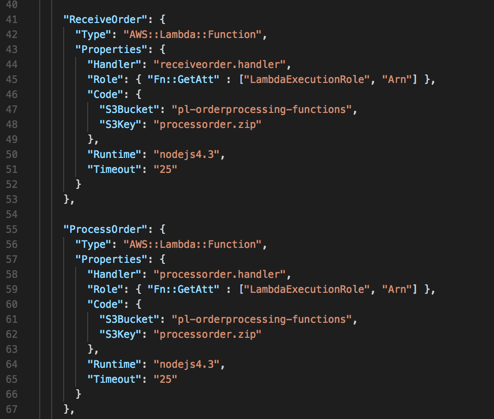 40
41 "ReceiveOrder": {
42 "Type": "AWS::Lambda::Function",
43 "Properties": {
44 "Handler": "receiveorder.handler",
45 "Role": { "Fn::GetAtt" : ["LambdaExecutionRole", "Arn"] },
46 "Code": {
47 "S3Bucket": "pl-orderprocessing-functions",
48 "S3Key": "processorder.zip"
49 },
50 "Runtime": "nodejs4.3",
51 "Timeout": "25"
52 }
53 },
54
55 "ProcessOrder": {
56 "Type": "AWS::Lambda::Function",
57 "Properties": {
58 "Handler": "processorder.handler",
59 "Role": { "Fn::GetAtt" : ["LambdaExecutionRole", "Arn"] },
60 "Code": {
61 "S3Bucket": "pl-orderprocessing-functions",
62 "S3Key": "processorder.zip"
63 },
64 "Runtime": "nodejs4.3",
65 "Timeout": "25"
66 }
67 },